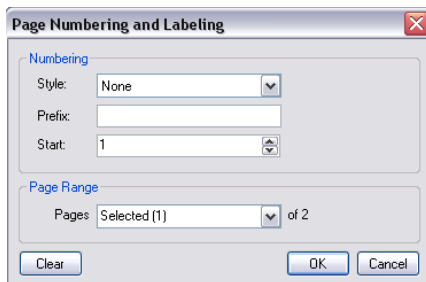 Page Numbering and Labeling
Numbering
Style: None
Prefix:
Start: 1
Page Range
Pages Selected (1) of 2
Clear OK Cancel